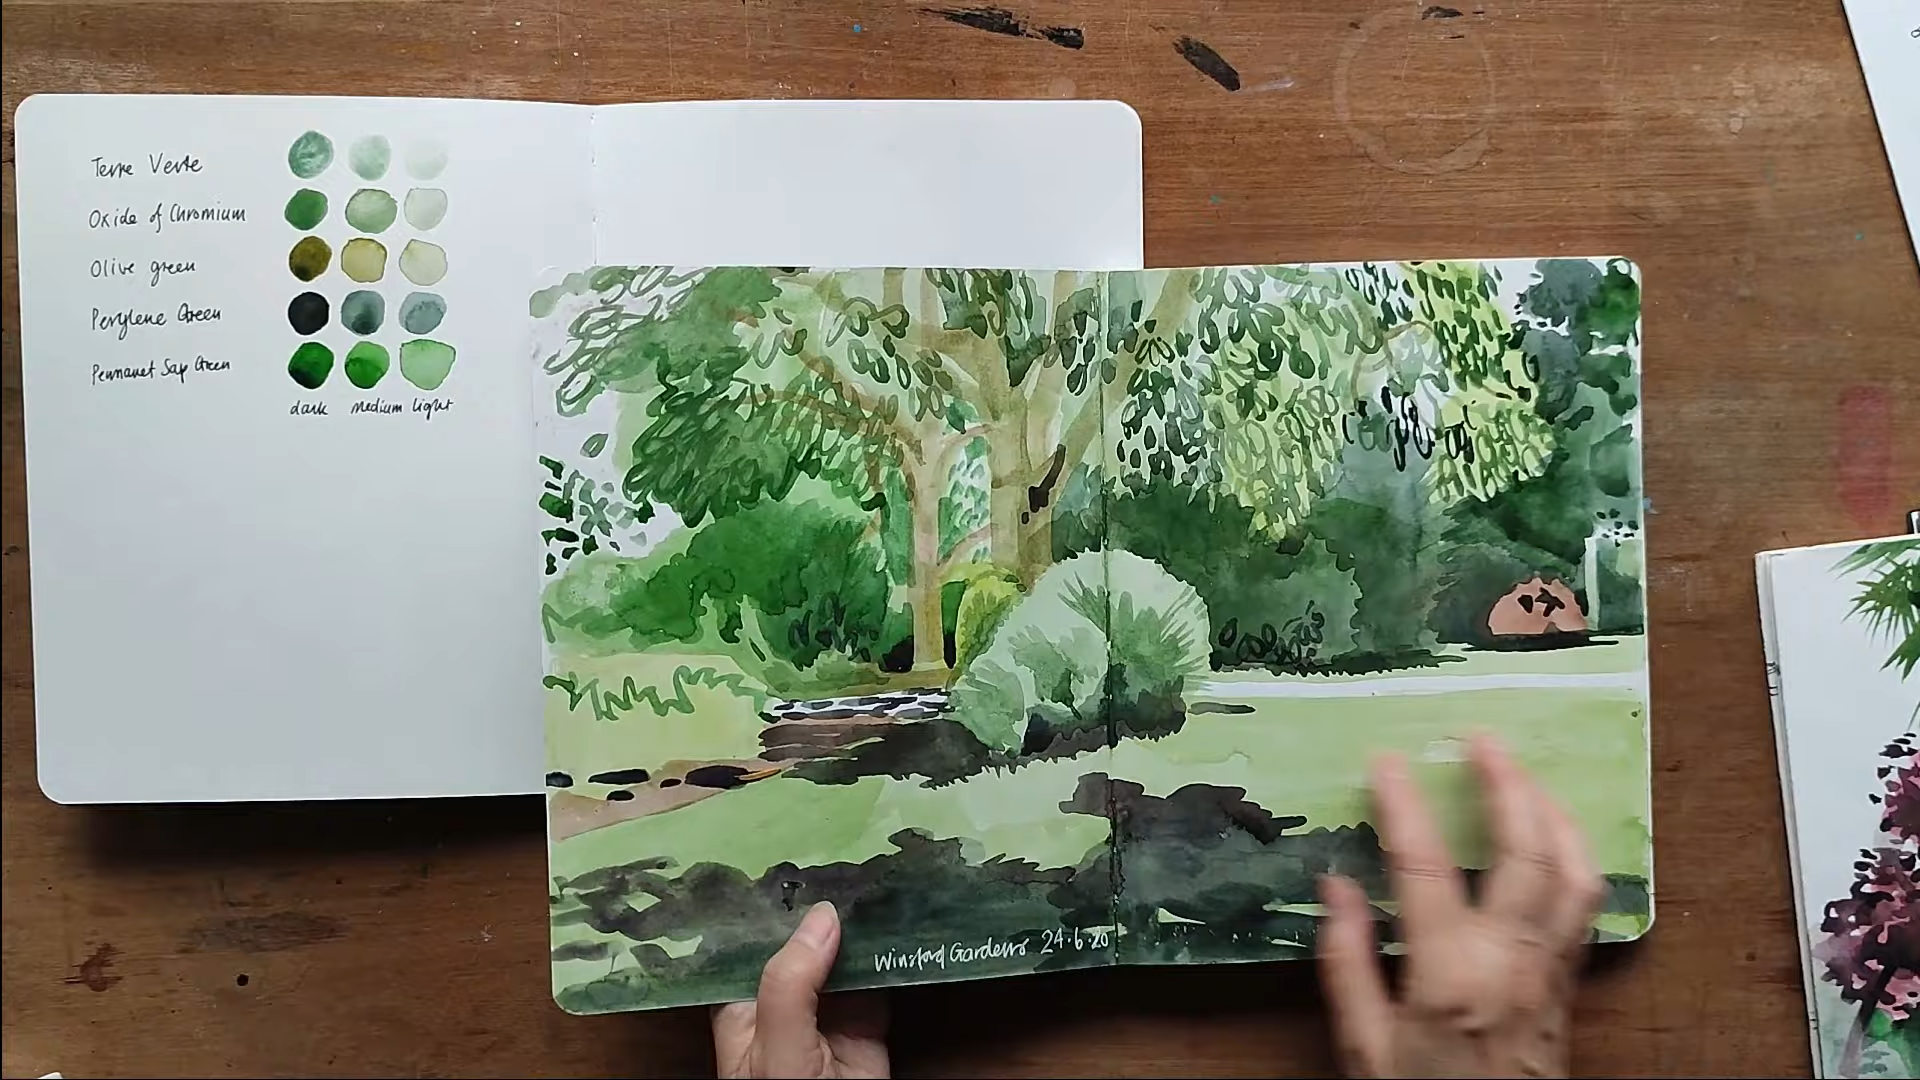 Terre Verte
Oxide of Chromium
Olive green
Perylene Green
Permanet Sap Green
dark medium light
Winsford Gardens 24.6.20